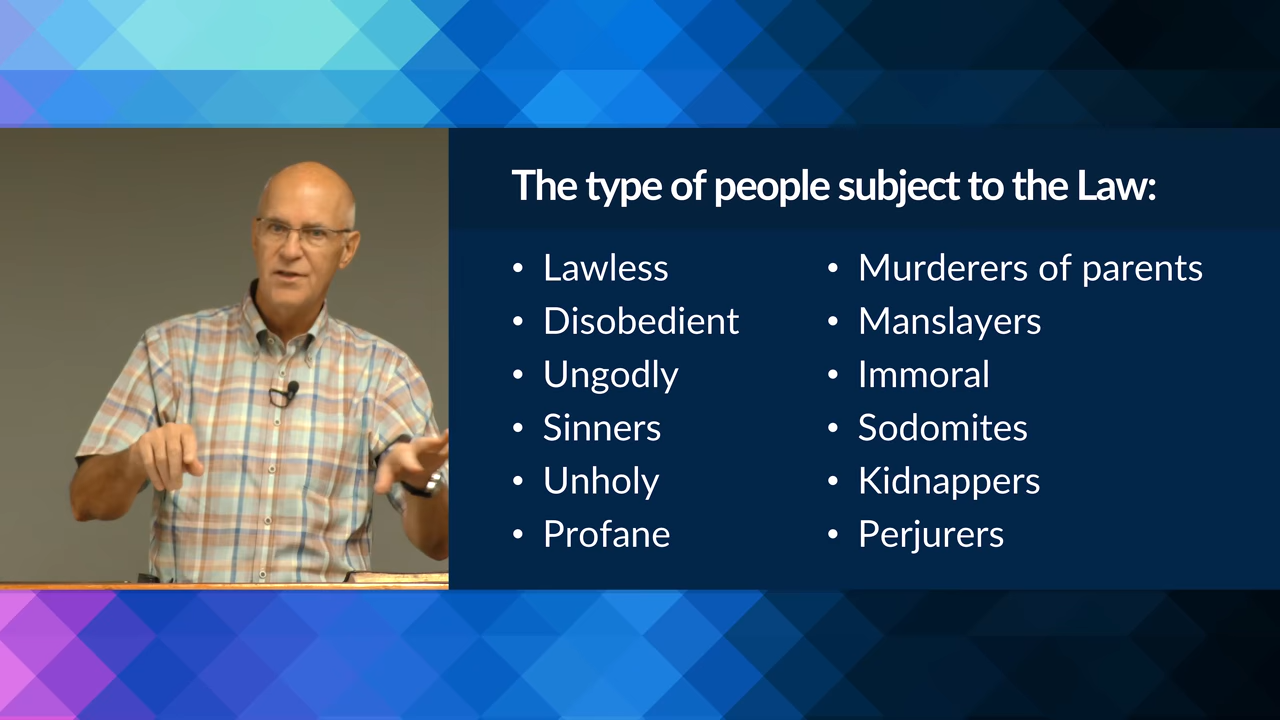 The type of people subject to the Law:
• Lawless
• Disobedient
• Ungodly
• Sinners
• Unholy
• Profane
• Murderers of parents
• Manslayers
• Immoral
• Sodomites
• Kidnappers
• Perjurers